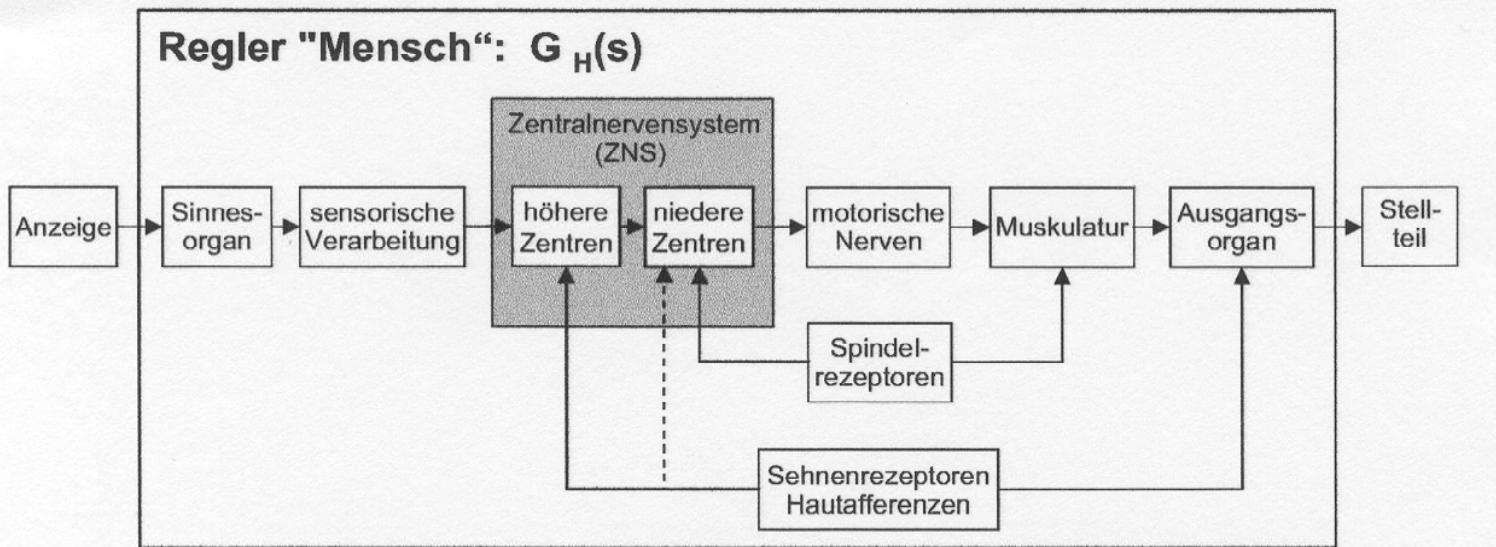 Regler "Mensch“: G H(s)
Zentralnervensystem
(ZNS)
Anzeige
Sinnes-
organ
sensorische
Verarbeitung
höhere
Zentren
niedere
Zentren
motorische
Nerven
Muskulatur
Ausgangs-
organ
Stell-
teil
Spindel-
rezeptoren
Sehnenrezeptoren
Hautafferenzen